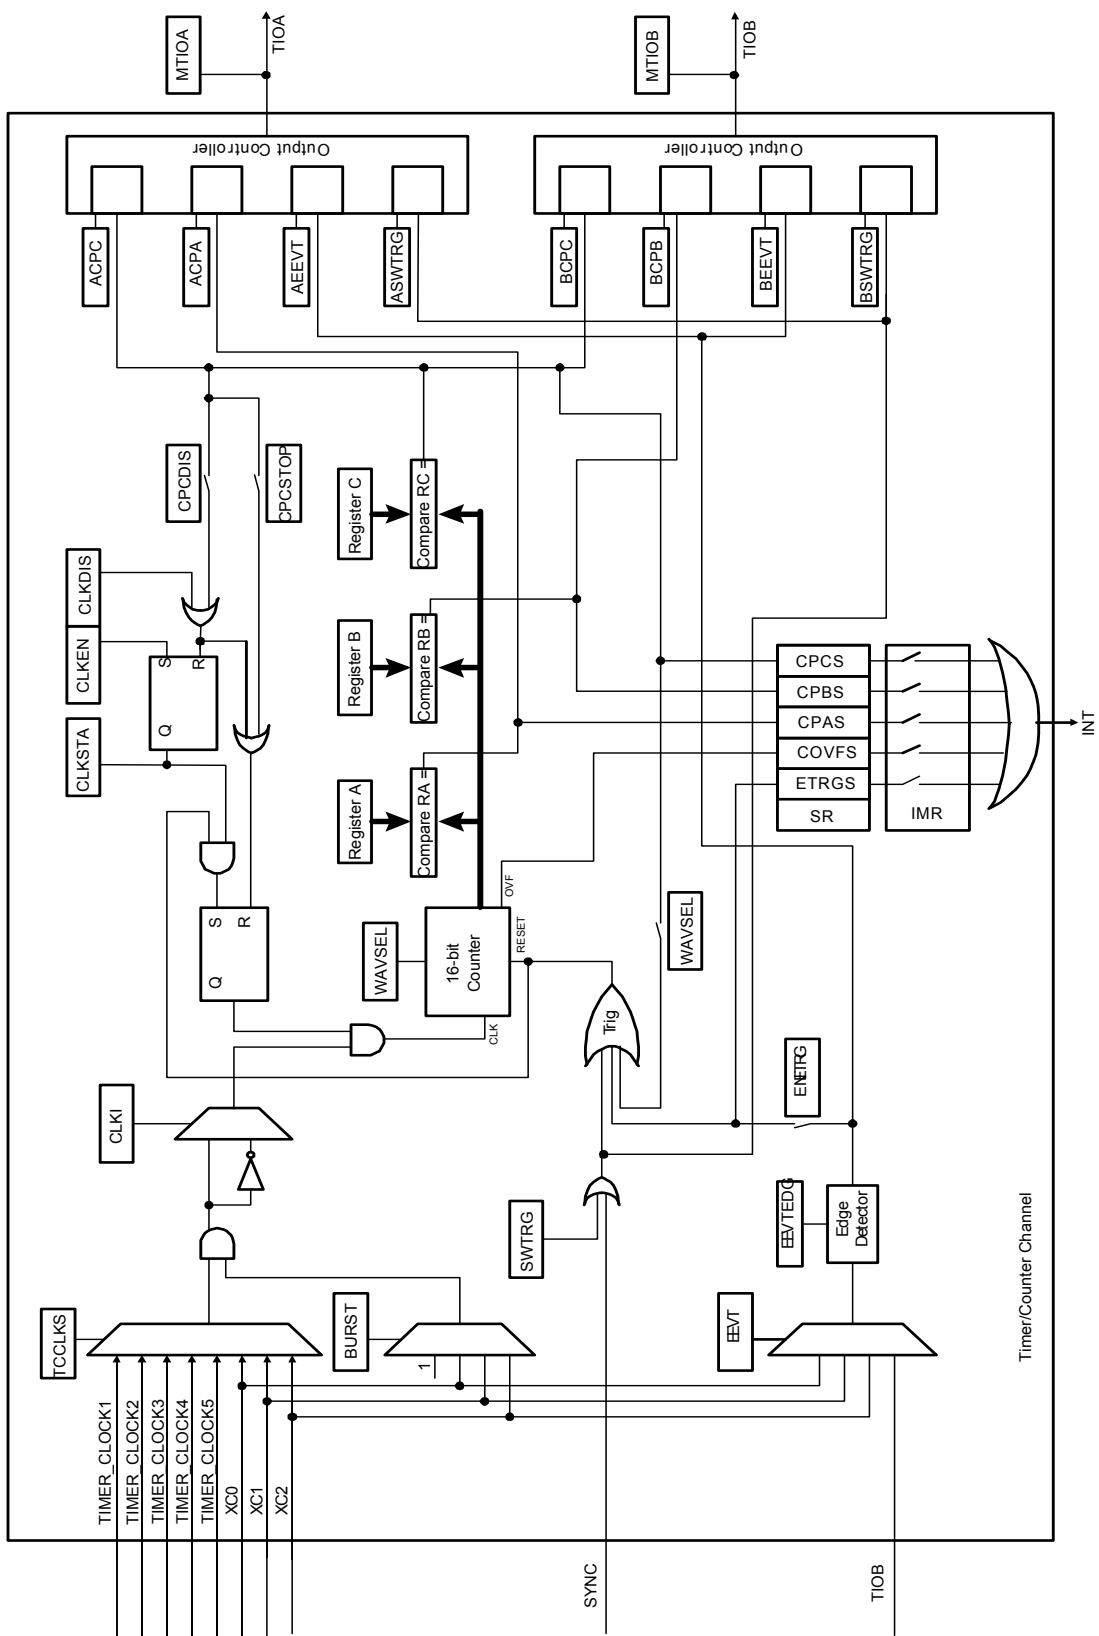 TIMER_CLOCK1
TIMER_CLOCK2
TIMER_CLOCK3
TIMER_CLOCK4
TIMER_CLOCK5
XC0
XC1
XC2
TCCLKS
CLKI
CLKSTA
CLKEN
CLKDIS
Q
S
R
Q
S
R
CPCDIS
CPCSTOP
ACPC
ACPA
AEEVT
ASWTRG
Output Controller
MTIOA
TIOA
BURST
1
WAVSEL
16-bit
Counter
CLK
RESET
OVF
Register A
Register B
Register C
Compare RA =
Compare RB =
Compare RC =
SYNC
SWTRG
Trig
WAVSEL
BCPC
BCPB
BEEVT
BSWTRG
Output Controller
MTIOB
TIOB
TIOB
EEVT
EEVTEDG
Edge
Detector
ENETRG
CPCS
CPBS
CPAS
COVFS
ETRGS
SR
IMR
INT
Timer/Counter Channel